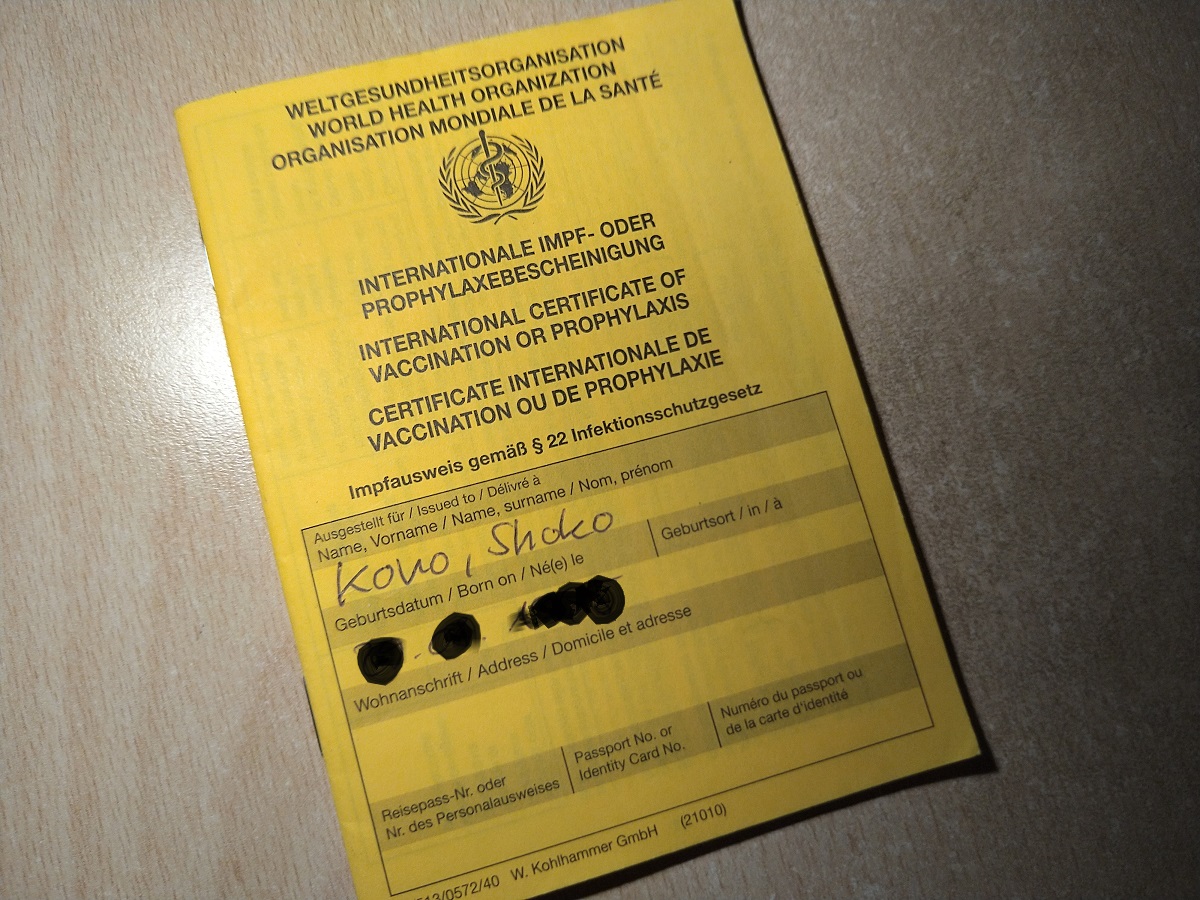 WELTGESUNDHEITSORGANISATION
WORLD HEALTH ORGANIZATION
ORGANISATION MONDIALE DE LA SANTÉ
INTERNATIONALE IMPF- ODER
PROPHYLAXEBESCHEINIGUNG
INTERNATIONAL CERTIFICATE OF
VACCINATION OR PROPHYLAXIS
CERTIFICATE INTERNATIONALE DE
VACCINATION OU DE PROPHYLAXIE
Impfausweis gemäß § 22 Infektionsschutzgesetz
Ausgestellt für / Issued to / Délivré à
Name, Vorname / Name, surname / Nom, prénom
Kono, Shoko
Geburtsdatum / Born on / Né(e) le
Geburtsort / in / à
Wohnanschrift / Address / Domicile et adresse
Reisepass-Nr. oder
Nr. des Personalausweises
Passport No. or
Identity Card No.
Numéro du passport ou
de la carte d'identité
/0572/40 W. Kohlhammer GmbH (21010)